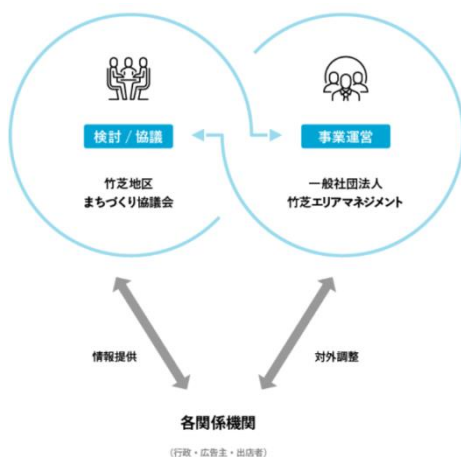 検討 / 協議
竹芝地区
まちづくり協議会
事業運営
一般社団法人
竹芝エリアマネジメント
情報提供
対外調整
各関係機関
(行政・広告主・出店者)